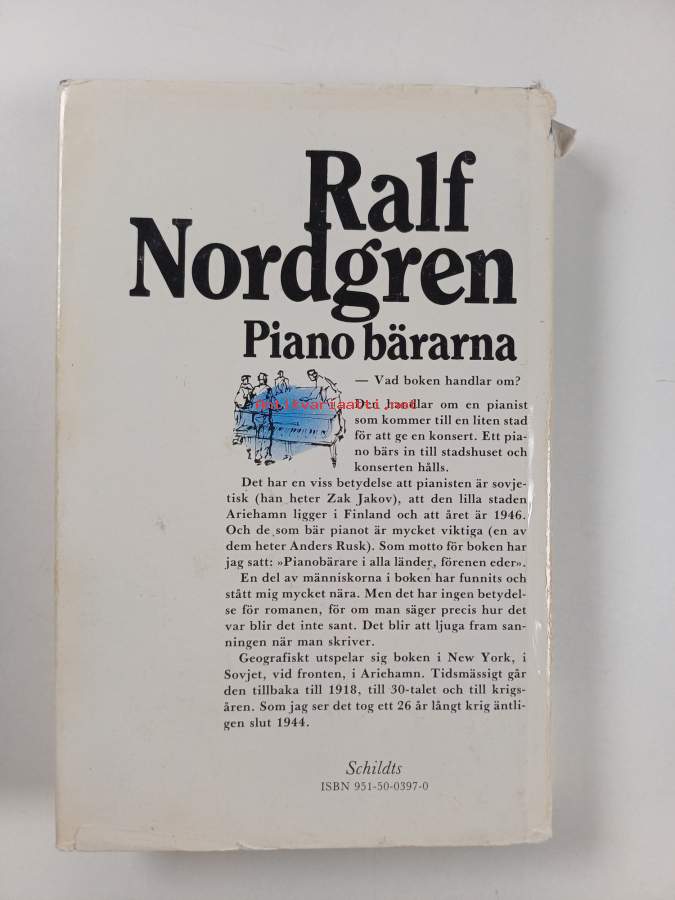 Ralf
Nordgren
Piano bärarna
— Vad boken handlar om?
antikvariaatti.net
Det handlar om en pianist
som kommer till en liten stad
för att ge en konsert. Ett pia-
no bärs in till stadshuset och
konserten hålls.
Det har en viss betydelse att pianisten är sovje-
tisk (han heter Zak Jakov), att den lilla staden
Ariehamn ligger i Finland och att året är 1946.
Och de som bär pianot är mycket viktiga (en av
dem heter Anders Rusk). Som motto för boken har
jag satt: »Pianobärare i alla länder, förenen eder».
En del av människorna i boken har funnits och
stått mig mycket nära. Men det har ingen betydel-
se för romanen, för om man säger precis hur det
var blir det inte sant. Det blir att ljuga fram san-
ningen när man skriver.
Geografiskt utspelar sig boken i New York, i
Sovjet, vid fronten, i Ariehamn. Tidsmässigt går
den tillbaka till 1918, till 30-talet och till krigs-
åren. Som jag ser det tog ett 26 år långt krig äntli-
gen slut 1944.
Schildts
ISBN 951-50-0397-0